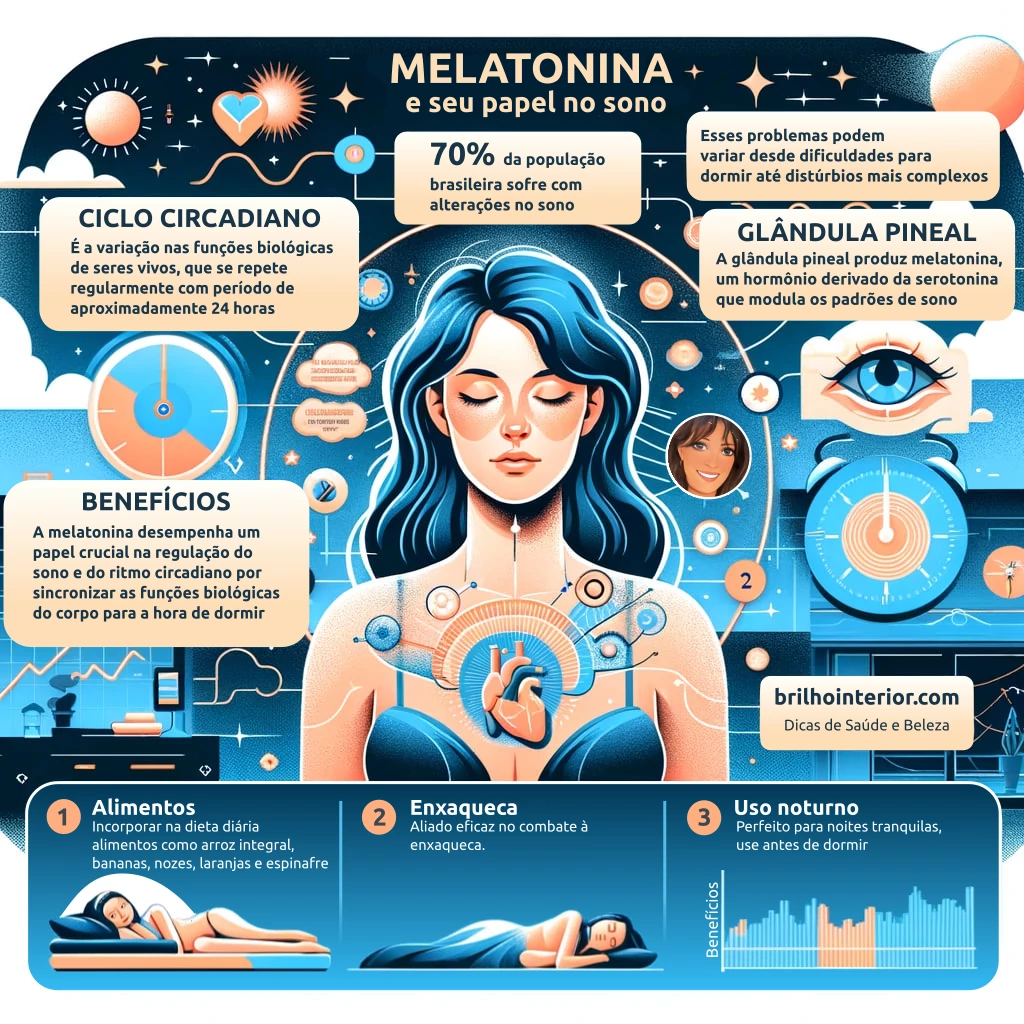 MELATONINA
e seu papel no sono
70% da população
brasileira sofre com
alterações no sono
Esses problemas podem
variar desde dificuldades para
dormir até distúrbios mais complexos
CICLO CIRCADIANO
É a variação nas funções biológicas
de seres vivos, que se repete
regularmente com período de
aproximadamente 24 horas
GLÂNDULA PINEAL
A glândula pineal produz melatonina,
um hormônio derivado da serotonina
que modula os padrões de sono
BENEFÍCIOS
A melatonina desempenha um
papel crucial na regulação do
sono e do ritmo circadiano por
sincronizar as funções biológicas
do corpo para a hora de dormir
2
brilhointerior.com
Dicas de Saúde e Beleza
1 Alimentos
Incorporar na dieta diária
alimentos como arroz integral,
bananas, nozes, laranjas e espinafre
2 Enxaqueca
Aliado eficaz no combate à
enxaqueca.
3 Uso noturno
Perfeito para noites tranquilas,
use antes de dormir
Benefícios